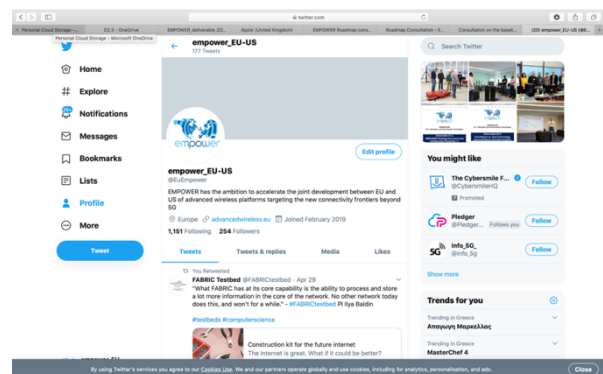 twitter.com
Personal Cloud Storage –...
D2.3 - OneDrive
EMPOWER_deliverable_D2...
Apple (United Kingdom)
EMPOWER Roadmap cons...
Roadmap Consultation – E...
Consultation on the baseli...
(20) empower_EU-US (@E...
Personal Cloud Storage – Microsoft OneDrive
Home
Explore
Notifications
Messages
Bookmarks
Lists
Profile
More
Tweet
empower_EU-US
177 Tweets
empower
Edit profile
empower_EU-US
@EuEmpower
EMPOWER has the ambition to accelerate the joint development between EU and
US of advanced wireless platforms targeting the new connectivity frontiers beyond
5G
Europe advancedwireless.eu Joined February 2019
1,151 Following 254 Followers
Tweets Tweets & replies Media Likes
You Retweeted
FABRIC Testbed @FABRICtestbed · Apr 29
"What FABRIC has at its core capability is the ability to process and store
a lot more information in the core of the network. No other network today
does this, and won't for a while." - #FABRICtestbed PI Ilya Baldin
#testbeds #computerscience
Construction kit for the future internet
The internet is great. What if it could be better?
Search Twitter
You might like
The Cybersmile F...
@CybersmileHQ
Follow
Promoted
Pledger
@Pledger... Follows you
Follow
5G
info_5G_
@info_5g
Follow
Show more
Trends for you
Trending in Greece
Απαγωγη Μαρκελλας
Trending in Greece
MasterChef 4
By using Twitter's services you agree to our Cookies Use. We and our partners operate globally and use cookies, including for analytics, personalisation, and ads.
Close